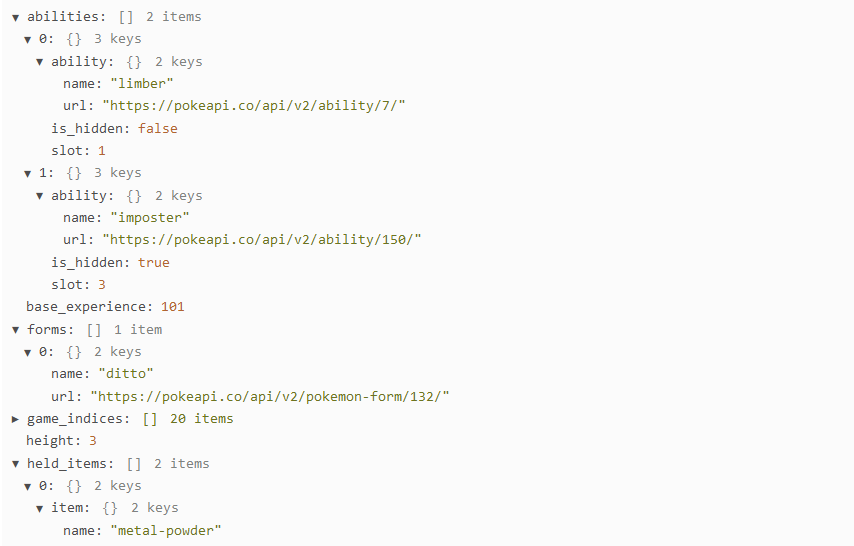 ▼ abilities: [] 2 items
▼ 0: {} 3 keys
▼ ability: {} 2 keys
name: "limber"
url: "https://pokeapi.co/api/v2/ability/7/"
is_hidden: false
slot: 1
▼ 1: {} 3 keys
▼ ability: {} 2 keys
name: "imposter"
url: "https://pokeapi.co/api/v2/ability/150/"
is_hidden: true
slot: 3
base_experience: 101
▼ forms: [] 1 item
▼ 0: {} 2 keys
name: "ditto"
url: "https://pokeapi.co/api/v2/pokemon-form/132/"
▶ game_indices: [] 20 items
height: 3
▼ held_items: [] 2 items
▼ 0: {} 2 keys
▼ item: {} 2 keys
name: "metal-powder"